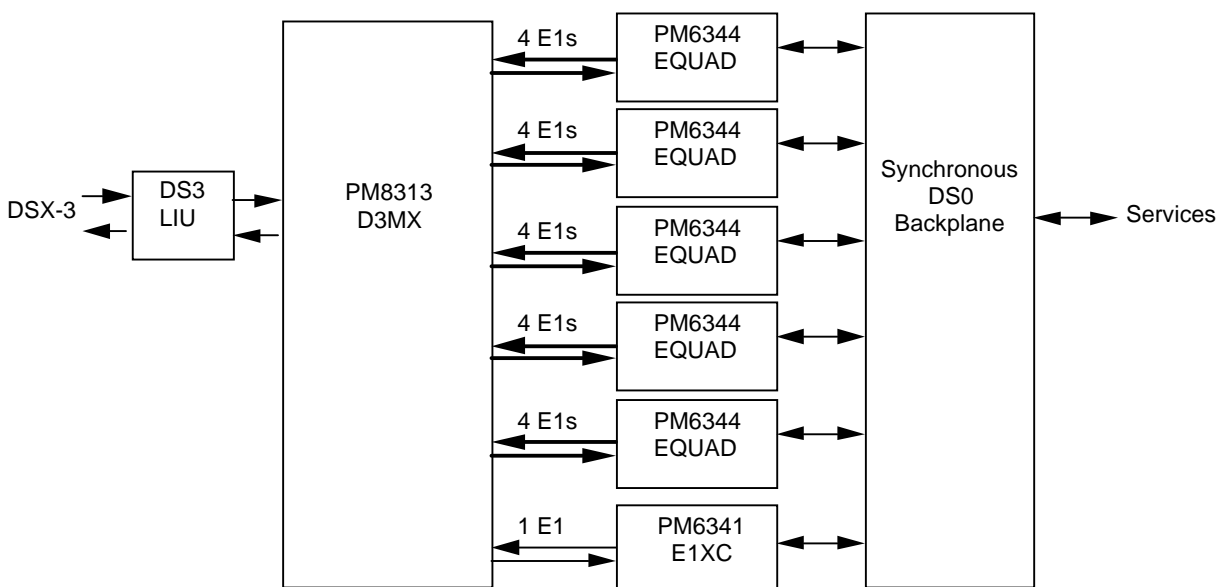 DSX-3
DS3
LIU
PM8313
D3MX
4 E1s
PM6344
EQUAD
4 E1s
PM6344
EQUAD
4 E1s
PM6344
EQUAD
4 E1s
PM6344
EQUAD
4 E1s
PM6344
EQUAD
1 E1
PM6341
E1XC
Synchronous
DS0
Backplane
Services